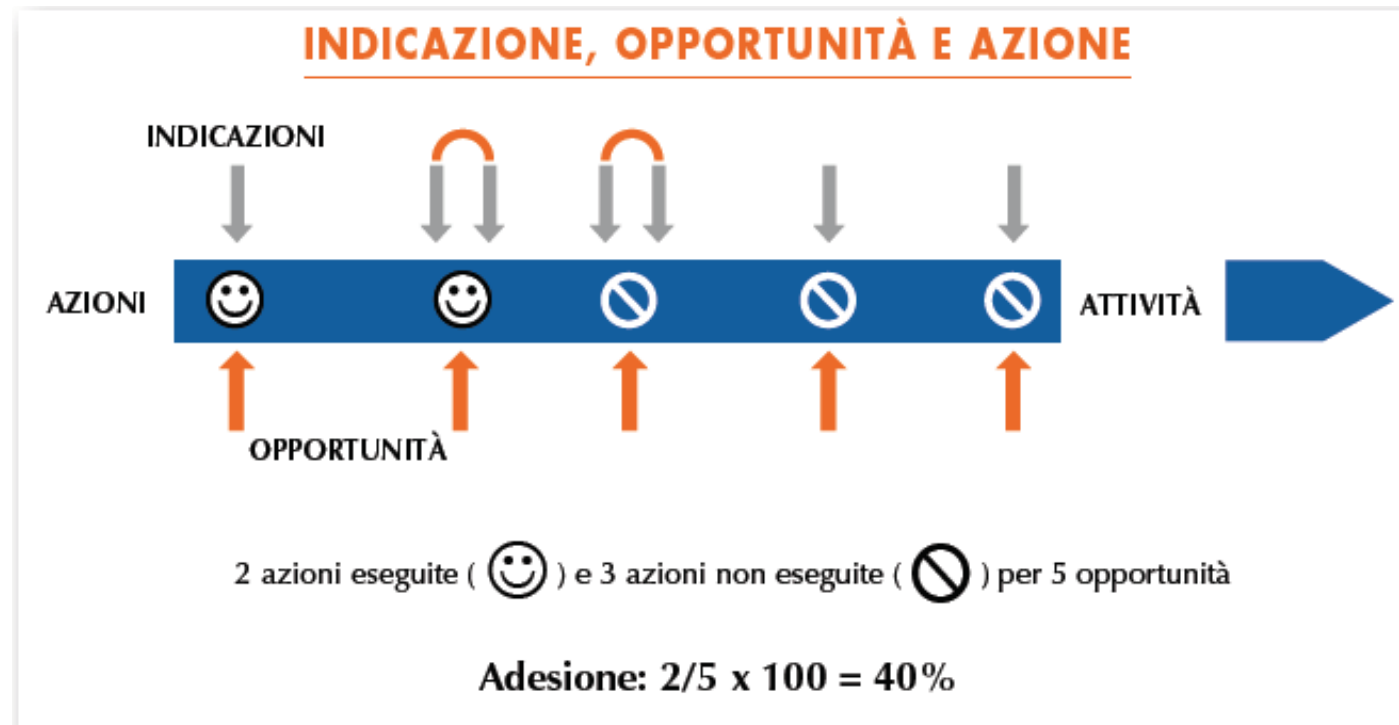 INDICAZIONE, OPPORTUNITÀ E AZIONE
INDICAZIONI
AZIONI
ATTIVITÀ
OPPORTUNITÀ
2 azioni eseguite ( ) e 3 azioni non eseguite ( ) per 5 opportunità
Adesione: 2/5 x 100 = 40%